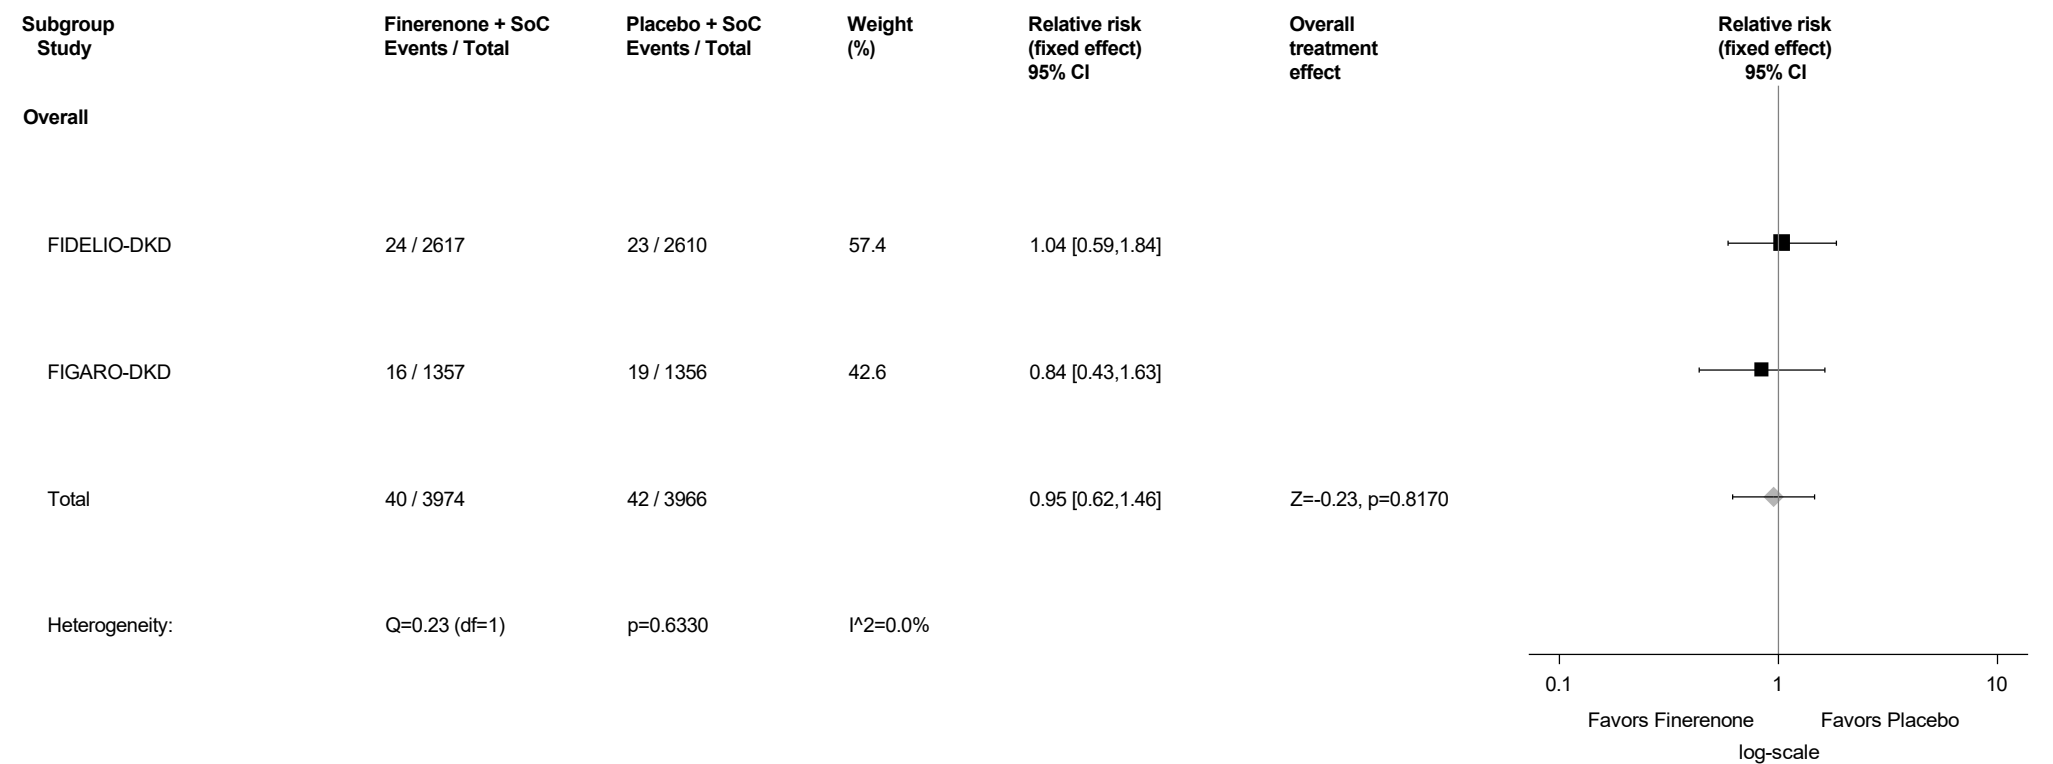 Subgroup Finerenone + SoC Placebo + SoC Weight Relative risk Overall Relative risk
Study Events / Total Events / Total (%) (fixed effect) treatment (fixed effect)
95% CI effect 95% CI
Overall
FIDELIO-DKD 24 / 2617 23 / 2610 57.4 1.04 [0.59,1.84]
FIGARO-DKD 16 / 1357 19 / 1356 42.6 0.84 [0.43,1.63]
Total 40 / 3974 42 / 3966 0.95 [0.62,1.46] Z=-0.23, p=0.8170
Heterogeneity: Q=0.23 (df=1) p=0.6330 I^2=0.0%
0.1 1 10
Favors Finerenone Favors Placebo
log-scale